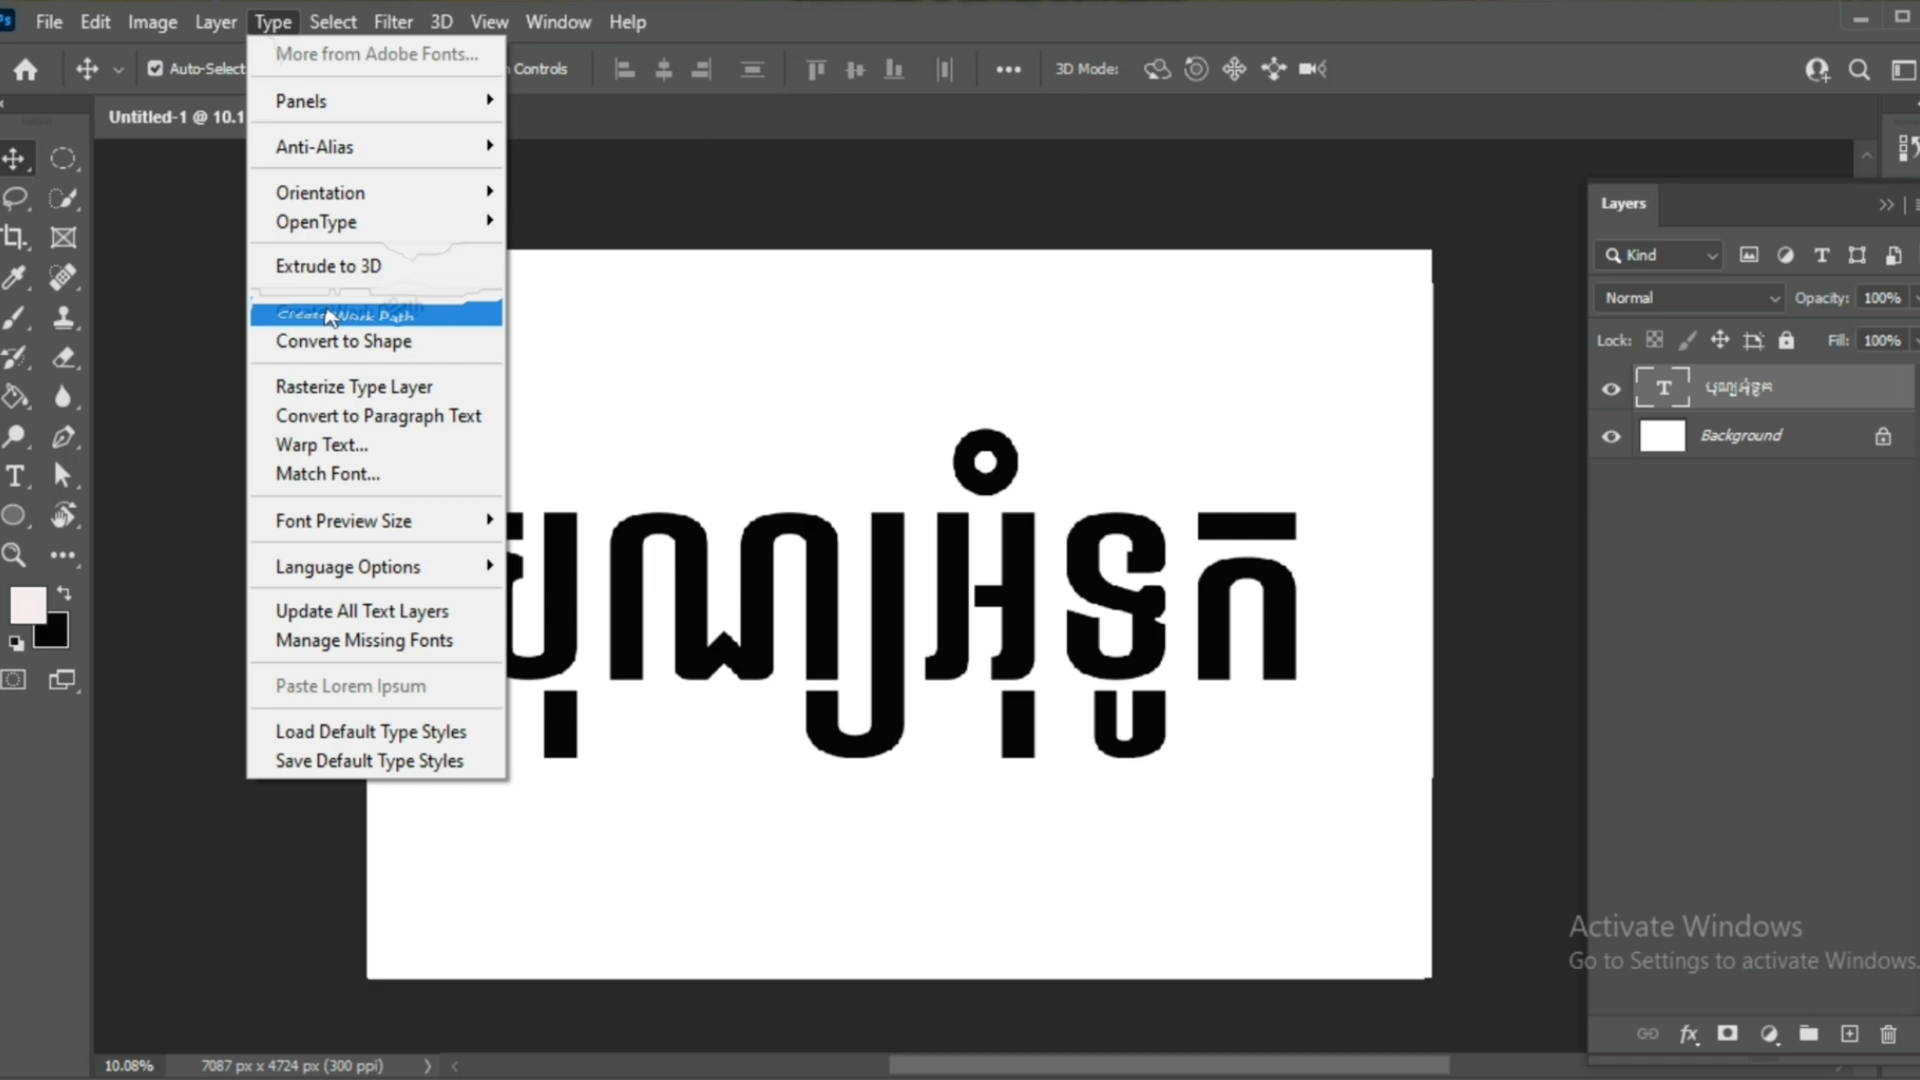 File Edit Image Layer Type Select Filter 3D View Window Help
Auto-Select
Controls
3D Mode:
Untitled-1 @ 10.1
More from Adobe Fonts...
Panels
Anti-Alias
Orientation
OpenType
Extrude to 3D
Create Work Path
Convert to Shape
Rasterize Type Layer
Convert to Paragraph Text
Warp Text...
Match Font...
Font Preview Size
Language Options
Update All Text Layers
Manage Missing Fonts
Paste Lorem Ipsum
Load Default Type Styles
Save Default Type Styles
បុណ្យអុំទូក
Layers
Kind
Normal Opacity: 100%
Lock: Fill: 100%
បុណ្យអុំទូក
Background
Activate Windows
Go to Settings to activate Windows.
10.08% 7087 px x 4724 px (300 ppi)